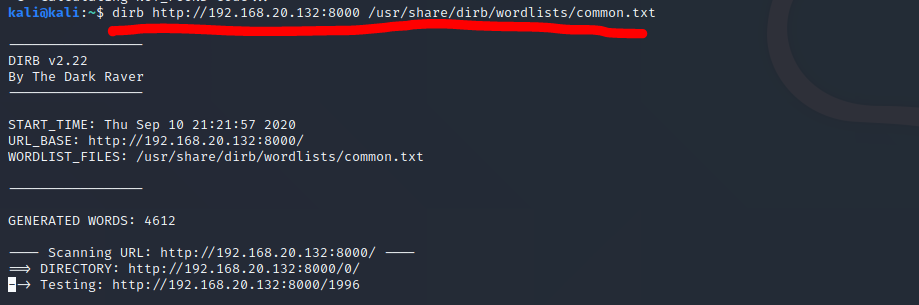 kali@kali:~$ dirb http://192.168.20.132:8000 /usr/share/dirb/wordlists/common.txt
-----------------
DIRB v2.22
By The Dark Raver
-----------------
START_TIME: Thu Sep 10 21:21:57 2020
URL_BASE: http://192.168.20.132:8000/
WORDLIST_FILES: /usr/share/dirb/wordlists/common.txt
-----------------
GENERATED WORDS: 4612
---- Scanning URL: http://192.168.20.132:8000/ ----
==> DIRECTORY: http://192.168.20.132:8000/0/
--> Testing: http://192.168.20.132:8000/1996